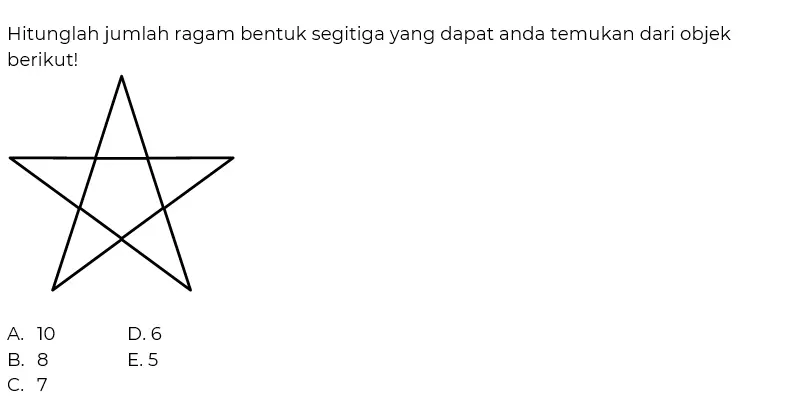 Hitunglah jumlah ragam bentuk segitiga yang dapat anda temukan dari objek
berikut!
A. 10 D. 6
B. 8 E. 5
C. 7